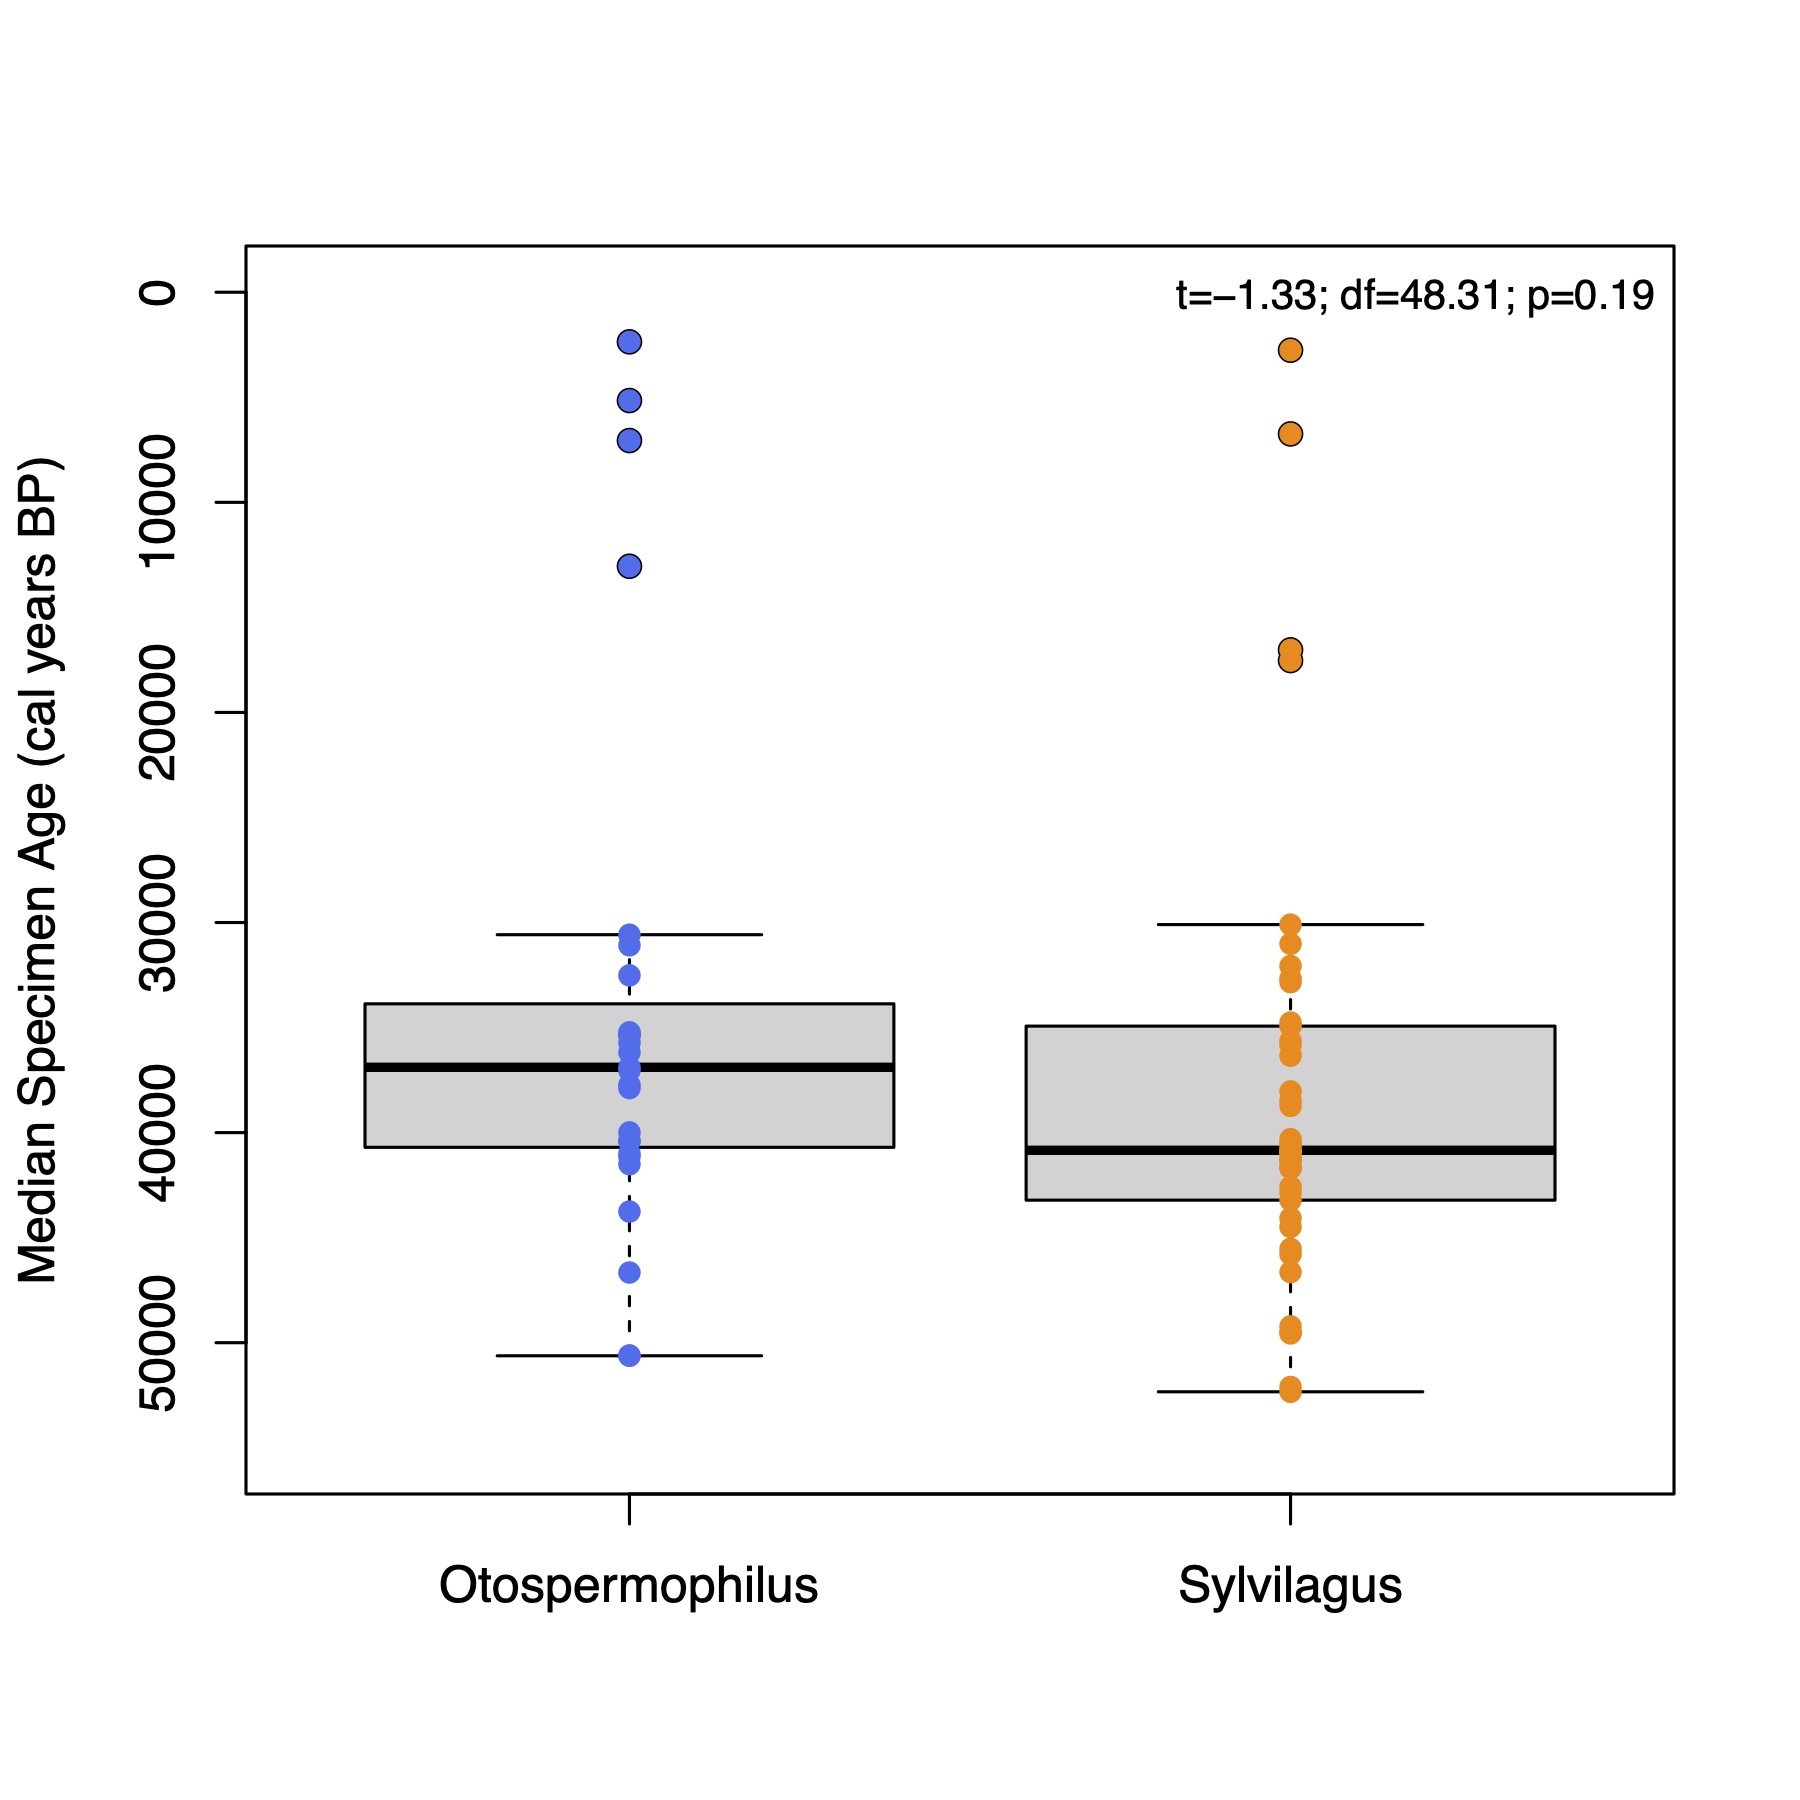 t=−1.33; df=48.31; p=0.19
Median Specimen Age (cal years BP)
0
10000
20000
30000
40000
50000
Otospermophilus
Sylvilagus